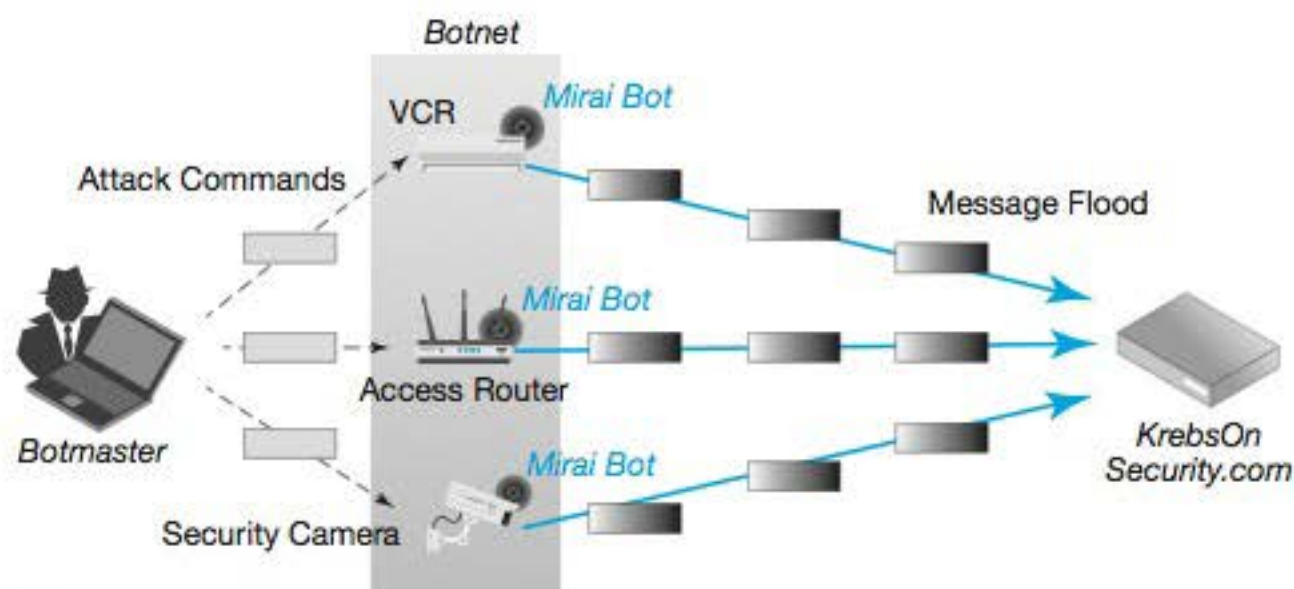 Botnet
VCR
Mirai Bot
Attack Commands
Message Flood
Mirai Bot
Access Router
Botmaster
KrebsOn
Security.com
Mirai Bot
Security Camera